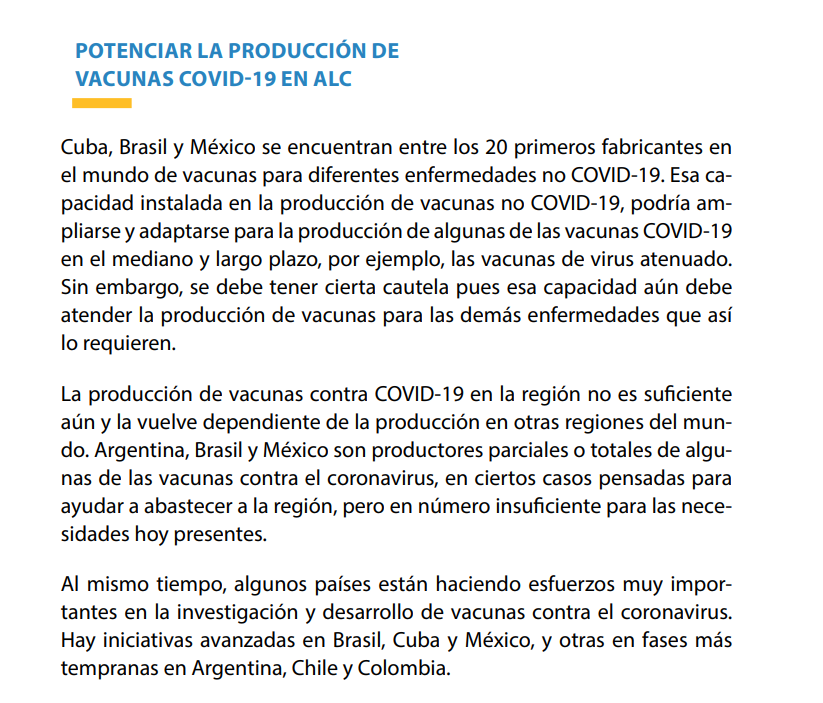 POTENCIAR LA PRODUCCIÓN DE
VACUNAS COVID-19 EN ALC
Cuba, Brasil y México se encuentran entre los 20 primeros fabricantes en
el mundo de vacunas para diferentes enfermedades no COVID-19. Esa ca-
pacidad instalada en la producción de vacunas no COVID-19, podría am-
pliarse y adaptarse para la producción de algunas de las vacunas COVID-19
en el mediano y largo plazo, por ejemplo, las vacunas de virus atenuado.
Sin embargo, se debe tener cierta cautela pues esa capacidad aún debe
atender la producción de vacunas para las demás enfermedades que así
lo requieren.
La producción de vacunas contra COVID-19 en la región no es suficiente
aún y la vuelve dependiente de la producción en otras regiones del mun-
do. Argentina, Brasil y México son productores parciales o totales de algu-
nas de las vacunas contra el coronavirus, en ciertos casos pensadas para
ayudar a abastecer a la región, pero en número insuficiente para las nece-
sidades hoy presentes.
Al mismo tiempo, algunos países están haciendo esfuerzos muy impor-
tantes en la investigación y desarrollo de vacunas contra el coronavirus.
Hay iniciativas avanzadas en Brasil, Cuba y México, y otras en fases más
tempranas en Argentina, Chile y Colombia.